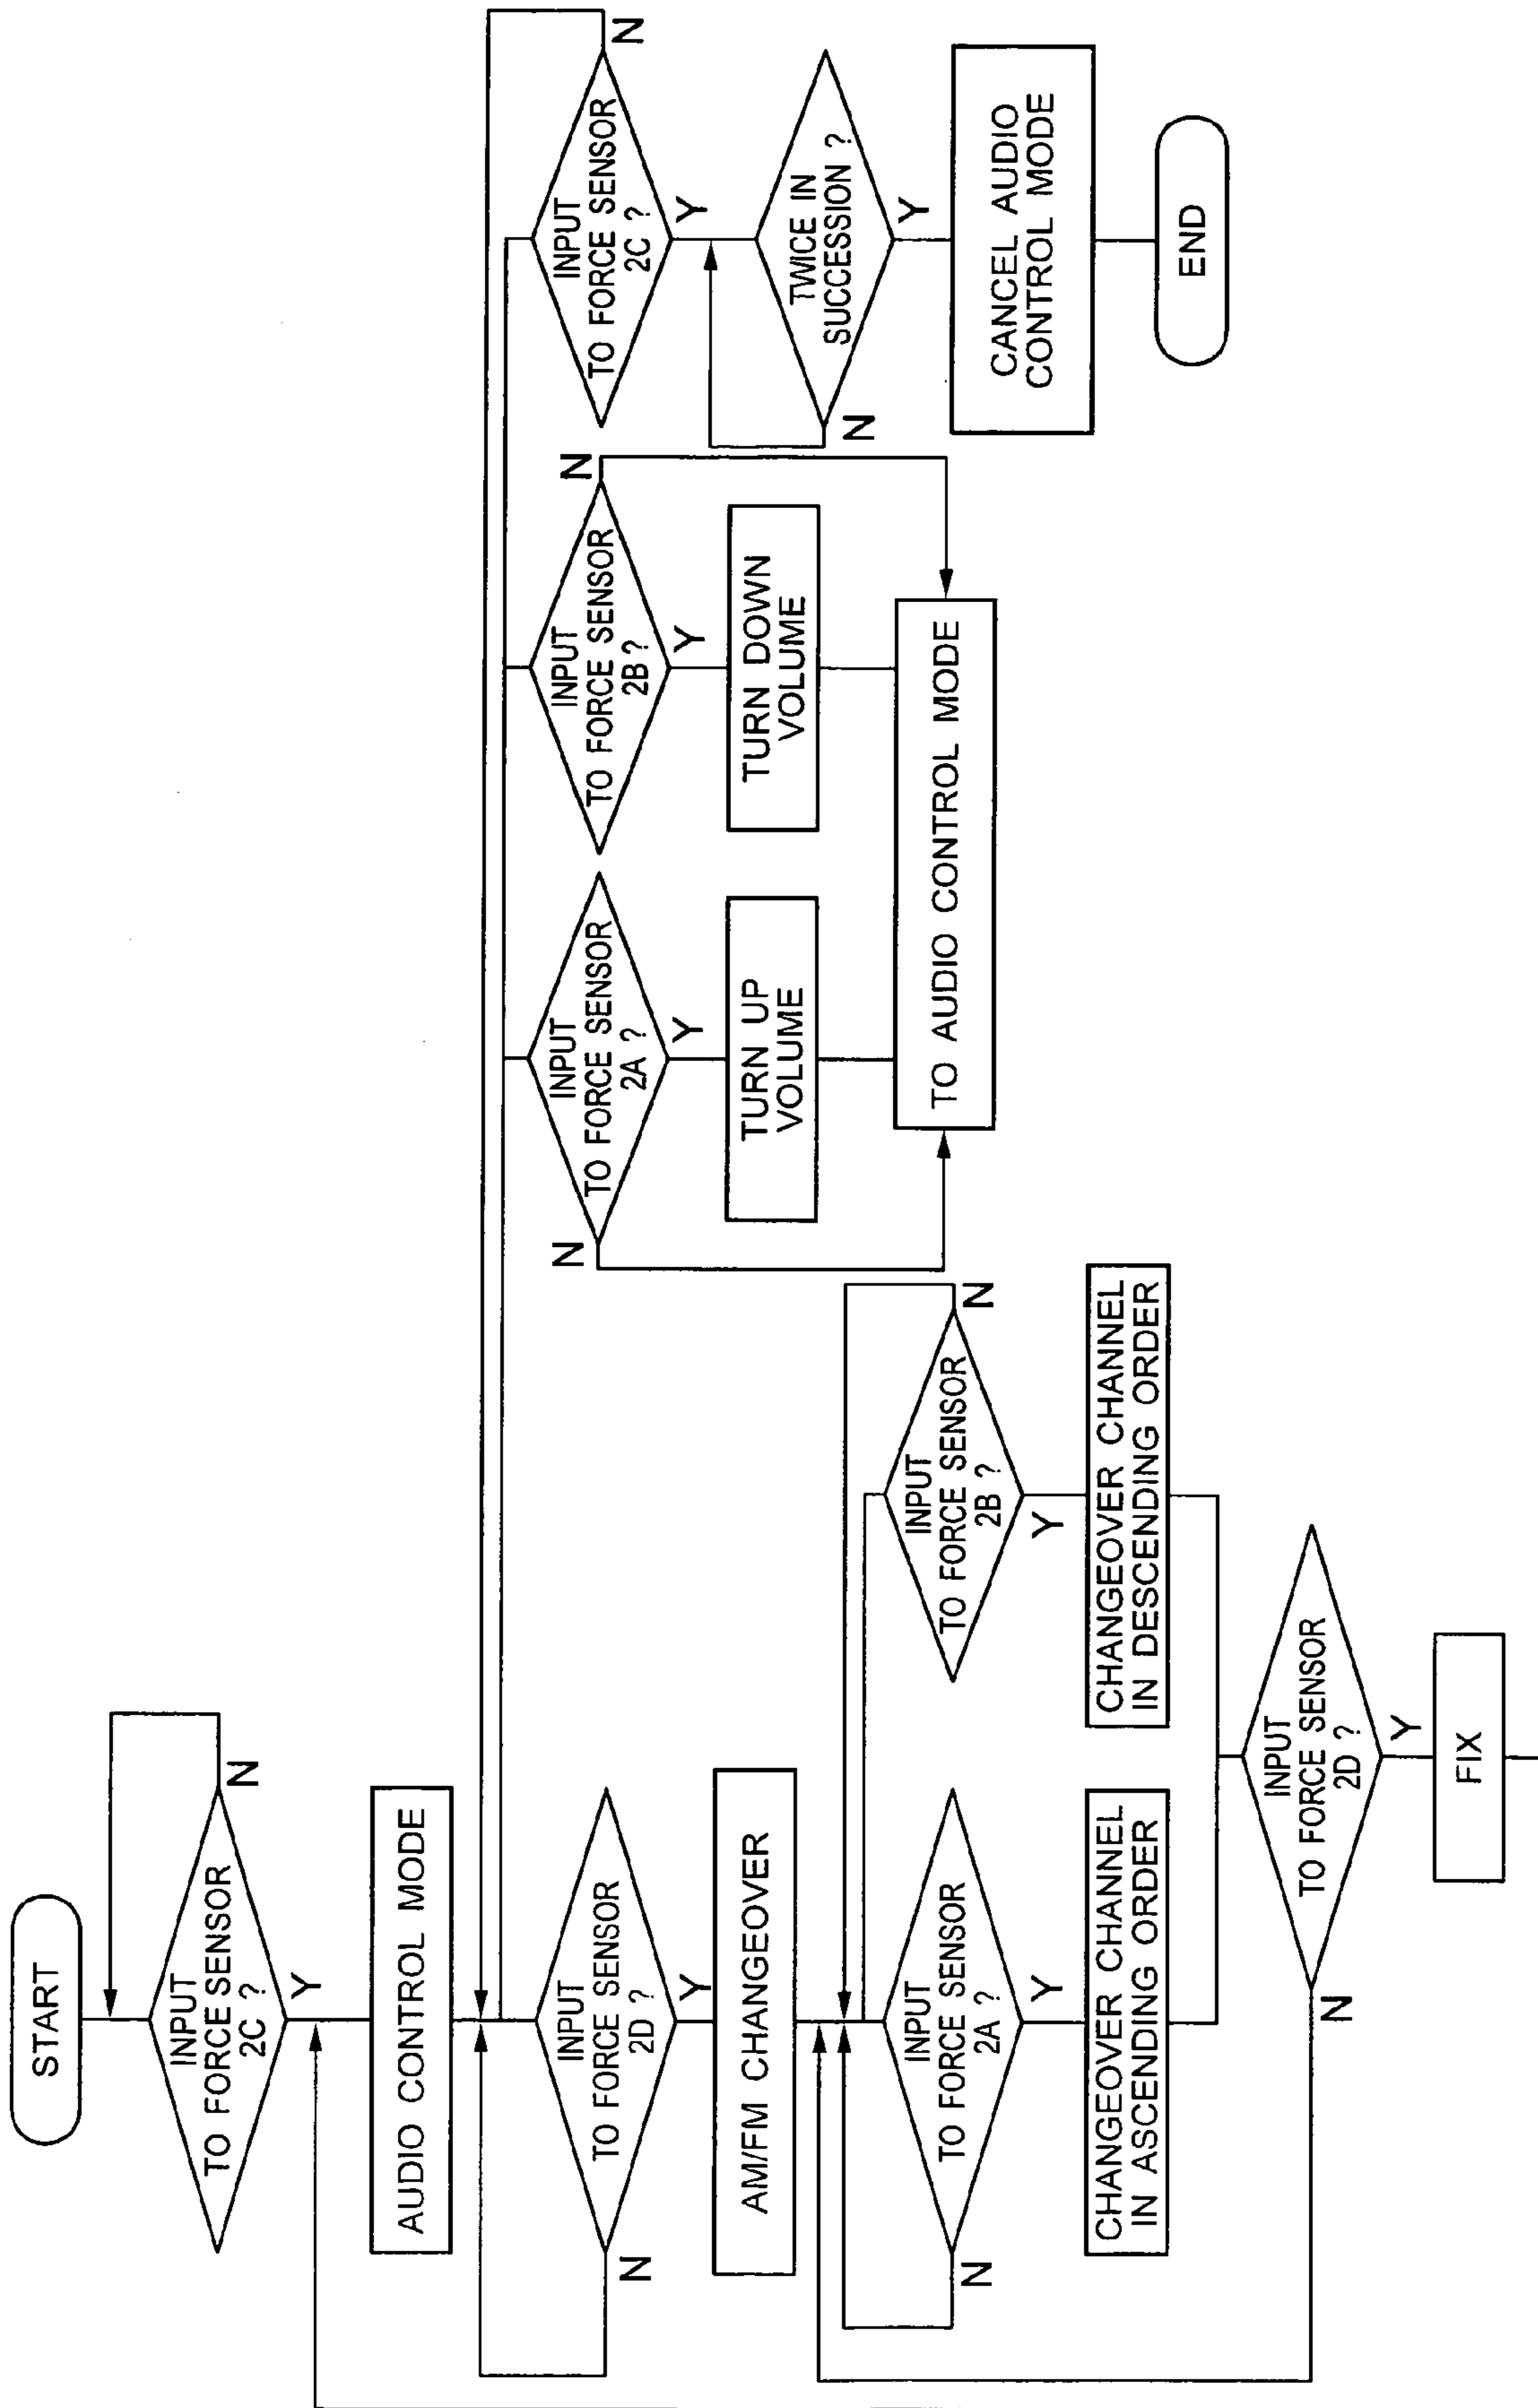 START
INPUT
TO FORCE SENSOR
2C ?
N
Y
AUDIO CONTROL MODE
INPUT
TO FORCE SENSOR
2D ?
N
Y
AM/FM CHANGEOVER
INPUT
TO FORCE SENSOR
2A ?
N
Y
CHANGEOVER CHANNEL
IN ASCENDING ORDER
INPUT
TO FORCE SENSOR
2B ?
N
Y
CHANGEOVER CHANNEL
IN DESCENDING ORDER
INPUT
TO FORCE SENSOR
2D ?
N
Y
FIX
INPUT
TO FORCE SENSOR
2A ?
N
Y
TURN UP
VOLUME
INPUT
TO FORCE SENSOR
2B ?
N
Y
TURN DOWN
VOLUME
TO AUDIO CONTROL MODE
INPUT
TO FORCE SENSOR
2C ?
N
Y
TWICE IN
SUCCESSION ?
N
Y
CANCEL AUDIO
CONTROL MODE
END